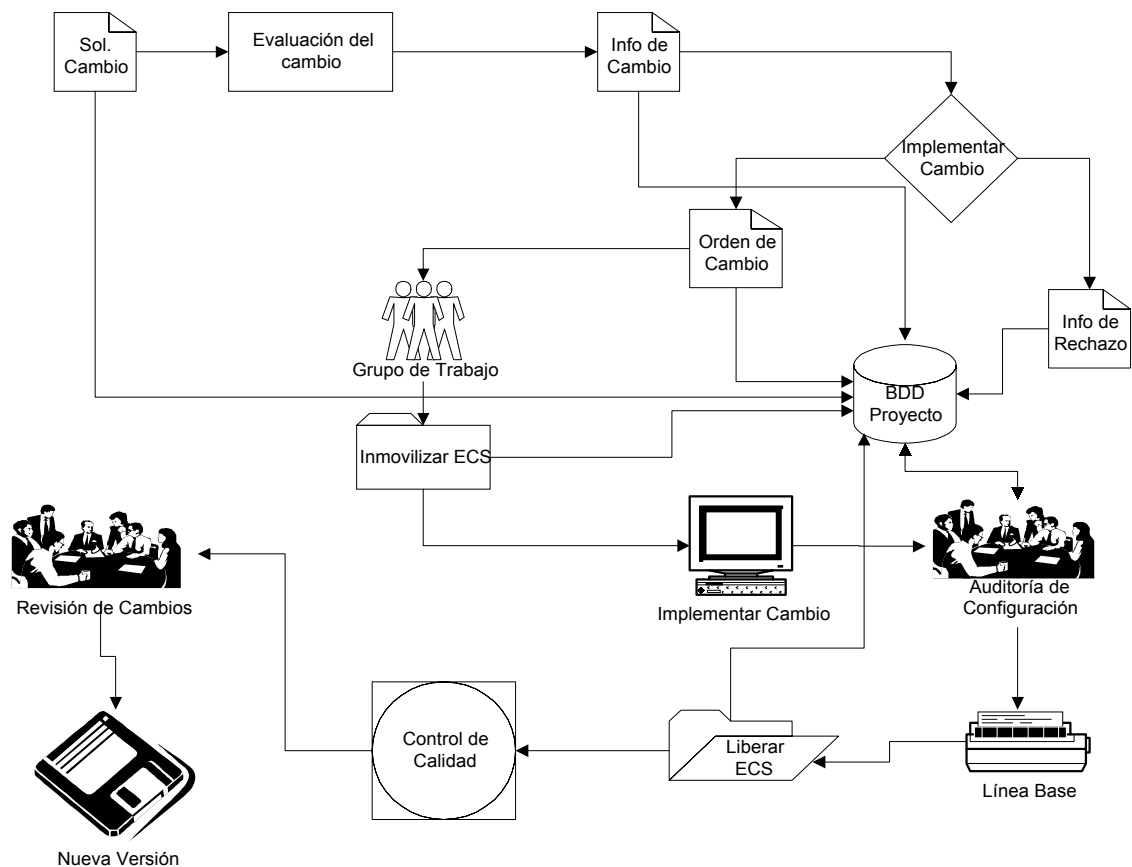 Sol.
Cambio
Evaluación del
cambio
Info de
Cambio
Implementar
Cambio
Orden de
Cambio
Info de
Rechazo
Grupo de Trabajo
BDD
Proyecto
Inmovilizar ECS
Revisión de Cambios
Implementar Cambio
Auditoría de
Configuración
Control de
Calidad
Liberar
ECS
Línea Base
Nueva Versión